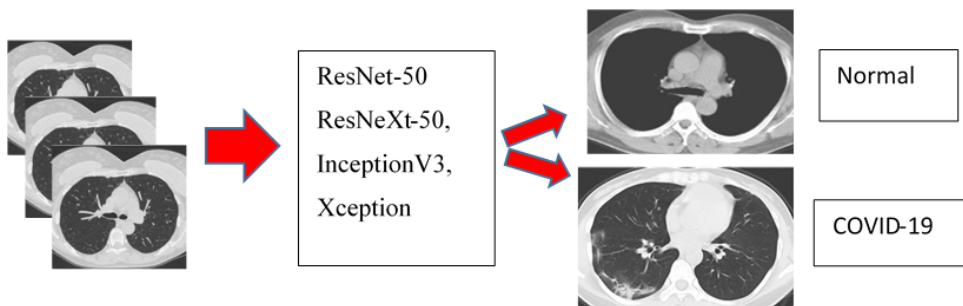 ResNet-50
ResNeXt-50,
InceptionV3,
Xception
Normal
COVID-19